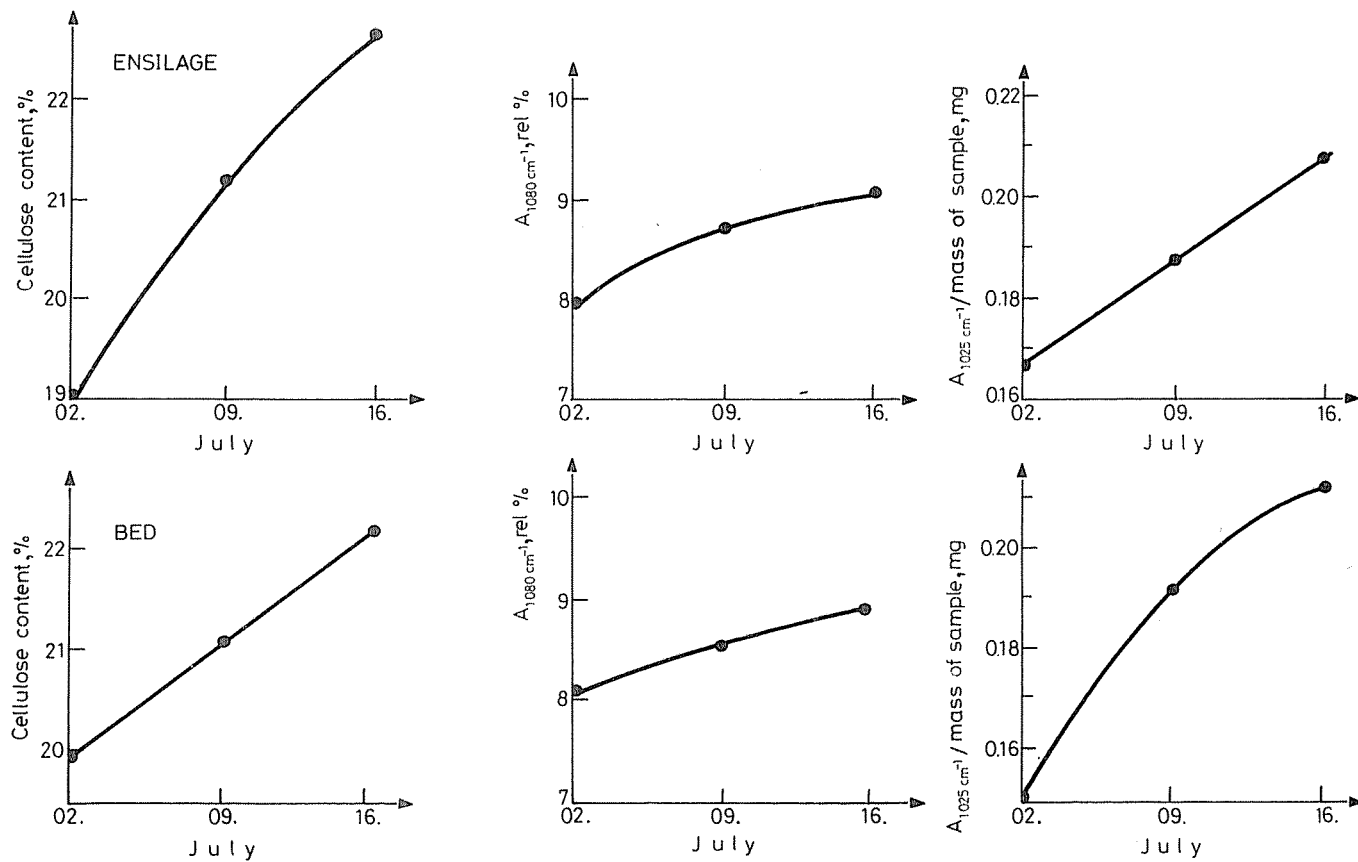 ENSILAGE
Cellulose content,%
22
21
20
19
02. 09. 16.
July
A1080 cm-1, rel %
10
9
8
7
02. 09. 16.
July
A1025 cm-1/mass of sample, mg
0.22
0.20
0.18
0.16
02. 09. 16.
July
BED
Cellulose content,%
22
21
20
02. 09. 16.
July
A1080 cm-1, rel %
10
9
8
7
02. 09. 16.
July
A1025 cm-1/mass of sample, mg
0.20
0.18
0.16
02. 09. 16.
July